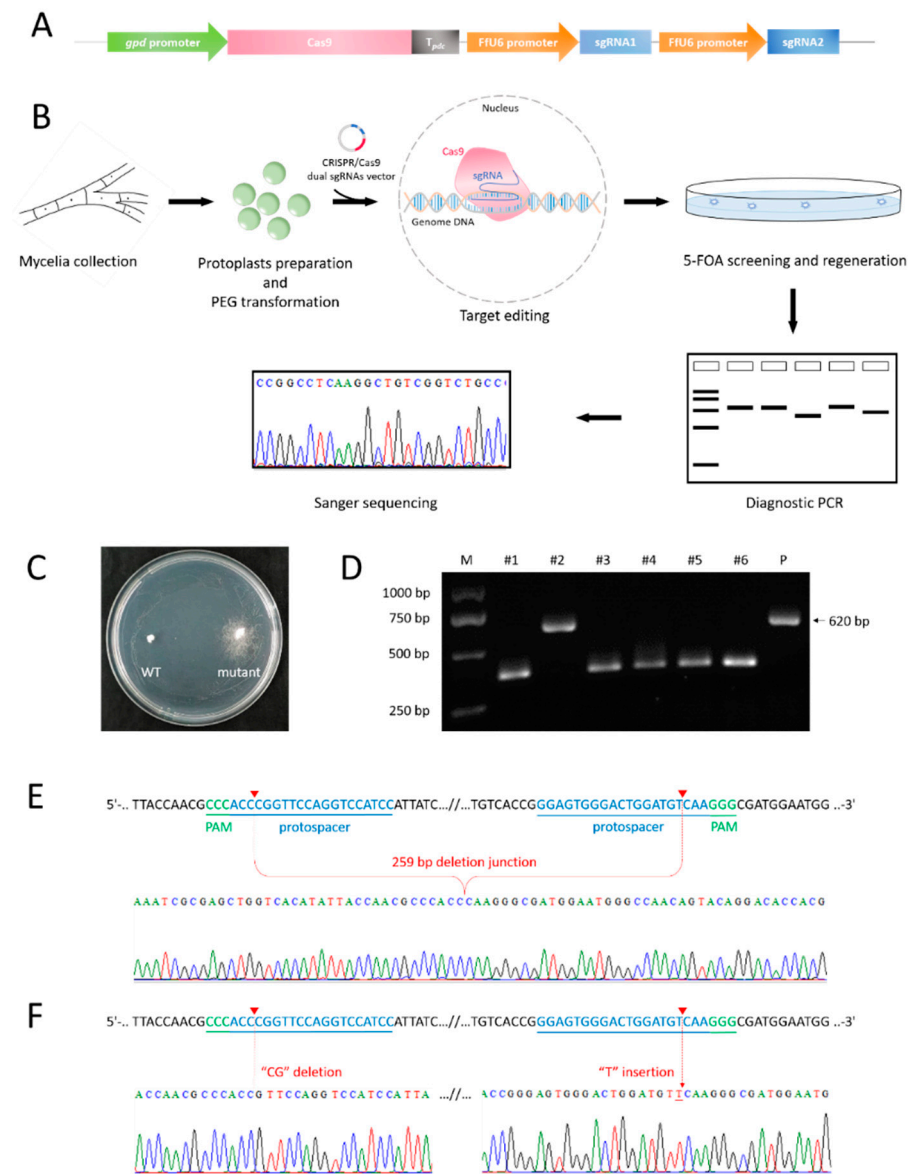 A
gpd promoter Cas9 Tpdc FfU6 promoter sgRNA1 FfU6 promoter sgRNA2
B
Nucleus
Cas9
sgRNA
CRISPR/Cas9
dual sgRNAs vector
Genome DNA
Mycelia collection
Protoplasts preparation
and
PEG transformation
Target editing
5-FOA screening and regeneration
CCGGCCTCAAGGCTGTCGGTCTGCC
Sanger sequencing
Diagnostic PCR
C
WT mutant
D
M #1 #2 #3 #4 #5 #6 P
1000 bp
750 bp
620 bp
500 bp
250 bp
E
5'-.. TTACCAACGCCCACCCGGTTCCAGGTCCATCCATTATC...//...TGTCACCGGGAGTGGGACTGGATGTCAAGGGCGATGGAATGG ..-3'
PAM protospacer protospacer PAM
259 bp deletion junction
AAATCGCGAGCTGGTCACATATTACCAACGCCCACCCAAGGGCGATGGAATGGGCCAACAGTACAGGACACCACG
F
5'-.. TTACCAACGCCCACCCGGTTCCAGGTCCATCCATTATC...//...TGTCACCGGGAGTGGGACTGGATGTCAAGGGCGATGGAATGG ..-3'
“CG” deletion “T” insertion
ACCAACGCCCACCGTTCCAGGTCCATCCATTA ...//... ACCGGGAGTGGGACTGGATGTTCAAGGGCGATGGAATG